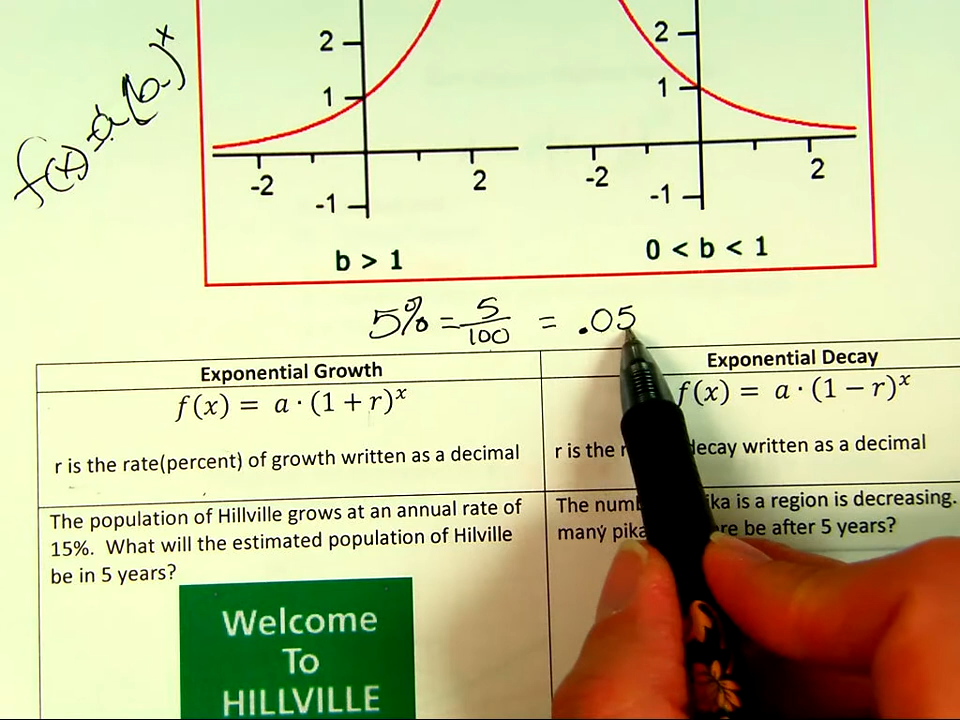 f(x)=a(b)^x
2
1
-2
2
-1
b > 1
2
1
-2
2
-1
0 < b < 1
5% = 5/100 = .05
Exponential Growth
f(x) = a · (1 + r)^x
r is the rate(percent) of growth written as a decimal
The population of Hillville grows at an annual rate of
15%. What will the estimated population of Hilville
be in 5 years?
Welcome
To
HILLVILLE
Exponential Decay
f(x) = a · (1 − r)^x
r is the decay written as a decimal
The ika is a region is decreasing.
many pika re be after 5 years?